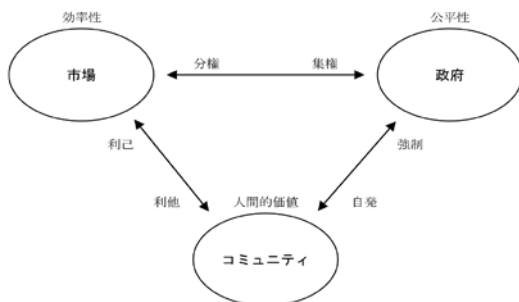 効率性
公平性
市場
分権
集権
政府
利己
強制
利他
人間的価値
自発
コミュニティ